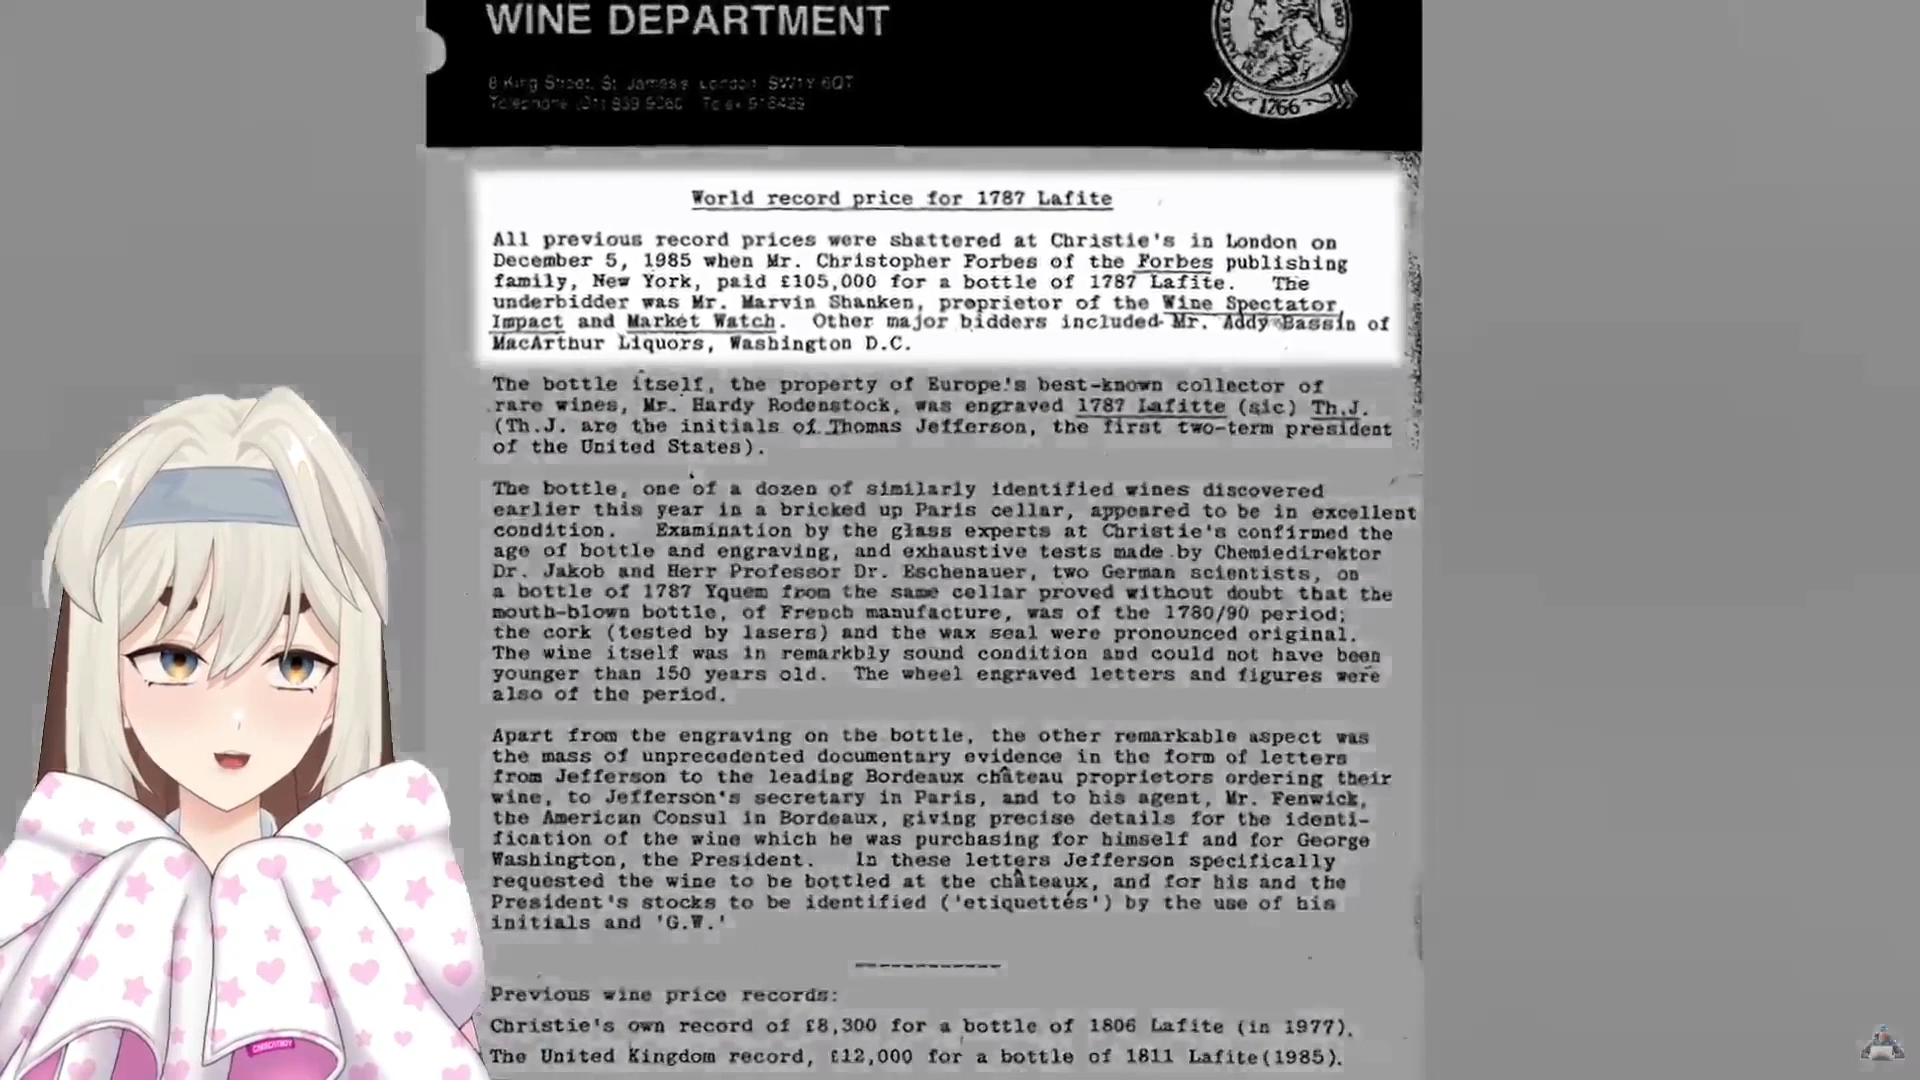 WINE DEPARTMENT
8 King Street, St James's London SW1Y 6QT
1766
World record price for 1787 Lafite
All previous record prices were shattered at Christie's in London on
December 5, 1985 when Mr. Christopher Forbes of the Forbes publishing
family, New York, paid £105,000 for a bottle of 1787 Lafite. The
underbidder was Mr. Marvin Shanken, proprietor of the Wine Spectator,
Impact and Market Watch. Other major bidders included Mr. Addy Bassin of
MacArthur Liquors, Washington D.C.
The bottle itself, the property of Europe's best-known collector of
rare wines, Mr. Hardy Rodenstock, was engraved 1787 Lafitte (sic) Th.J.
(Th.J. are the initials of Thomas Jefferson, the first two-term president
of the United States).
The bottle, one of a dozen of similarly identified wines discovered
earlier this year in a bricked up Paris cellar, appeared to be in excellent
condition. Examination by the glass experts at Christie's confirmed the
age of bottle and engraving, and exhaustive tests made by Chemiedirektor
Dr. Jakob and Herr Professor Dr. Eschenauer, two German scientists, on
a bottle of 1787 Yquem from the same cellar proved without doubt that the
mouth-blown bottle, of French manufacture, was of the 1780/90 period;
the cork (tested by lasers) and the wax seal were pronounced original.
The wine itself was in remarkbly sound condition and could not have been
younger than 150 years old. The wheel engraved letters and figures were
also of the period.
Apart from the engraving on the bottle, the other remarkable aspect was
the mass of unprecedented documentary evidence in the form of letters
from Jefferson to the leading Bordeaux château proprietors ordering their
wine, to Jefferson's secretary in Paris, and to his agent, Mr. Fenwick,
the American Consul in Bordeaux, giving precise details for the identi-
fication of the wine which he was purchasing for himself and for George
Washington, the President. In these letters Jefferson specifically
requested the wine to be bottled at the châteaux, and for his and the
President's stocks to be identified ('etiquettés') by the use of his
initials and 'G.W.'
Previous wine price records:
Christie's own record of £8,300 for a bottle of 1806 Lafite (in 1977).
The United Kingdom record, £12,000 for a bottle of 1811 Lafite(1985).